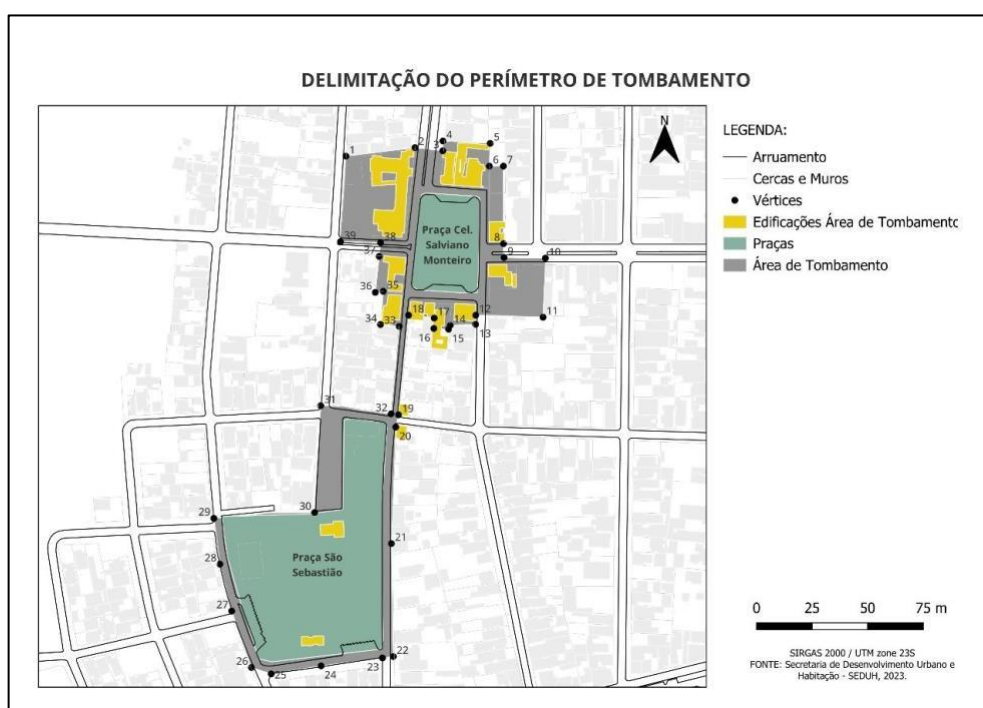 DELIMITAÇÃO DO PERÍMETRO DE TOMBAMENTO
N
LEGENDA:
Arruamento
Cercas e Muros
Vértices
Edificações Área de Tombamento
Praças
Área de Tombamento
1
2
3
4
5
6
7
39
38
37
8
9
10
Praça Cel.
Salviano
Monteiro
36
35
34
33
18
17
16
14
15
12
13
11
31
32
19
20
30
29
28
27
26
25
24
23
22
21
Praça São
Sebastião
0 25 50 75 m
SIRGAS 2000 / UTM zone 23S
FONTE: Secretaria de Desenvolvimento Urbano e
Habitação - SEDUH, 2023.